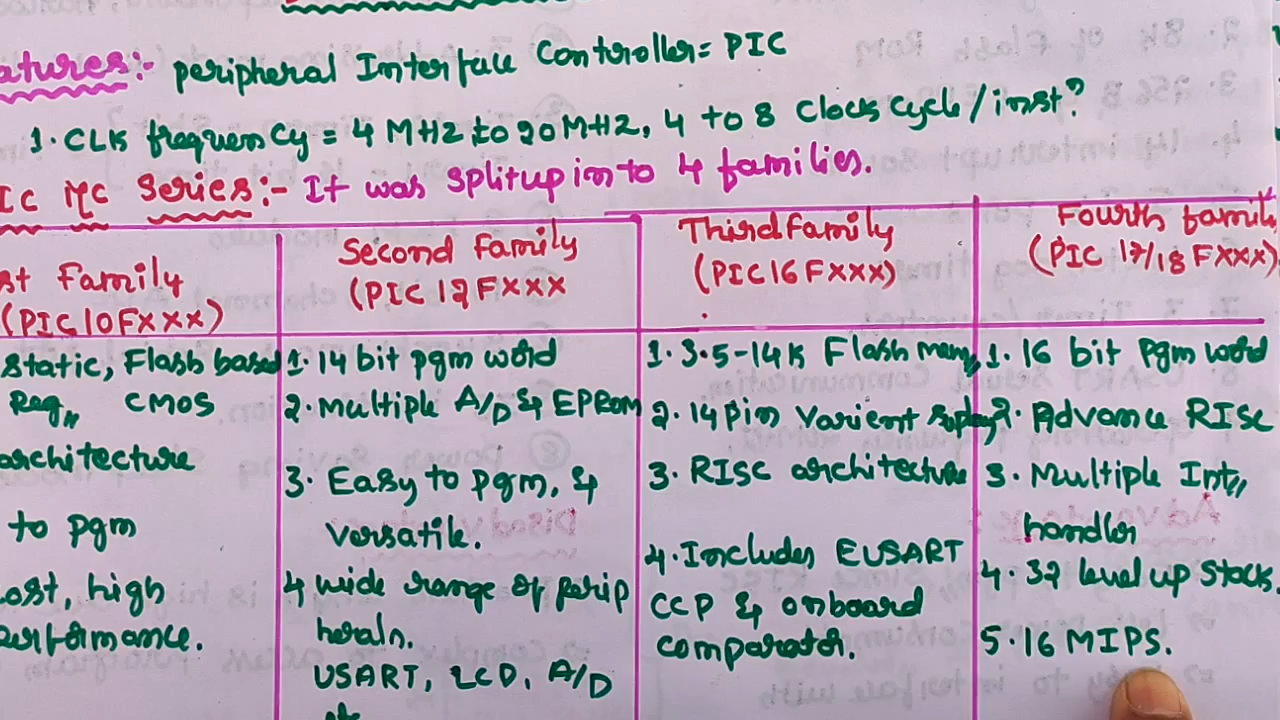 atures:- peripheral Interface Controller= PIC
1. CLK frequency = 4 MHZ to 20MHZ, 4 to 8 Clock cycle/inst?
IC MC Series:- It was splitup into 4 families.
st Family
(PIC10FXXX)
Static, Flash based
Req,, CMOS
architecture
to pgm
cost, high
performance.
Second Family
(PIC 12FXXX
1. 14 bit pgm word
2. Multiple A/D & EPROM
3. Easy to pgm, &
versatile.
4 wide range of perip
herals.
USART, LCD, A/D
Third Family
(PIC16FXXX)
1. 3.5-14K Flash mem,,
2. 14 pin varient
3. RISC architecture
4. Includes EUSART
CCP & onboard
comparator.
Fourth family
(PIC 17/18 FXXX)
1. 16 bit pgm word
2. Advance RISC
3. Multiple Int,,
handler
4. 32 level up stack,
5. 16 MIPS.